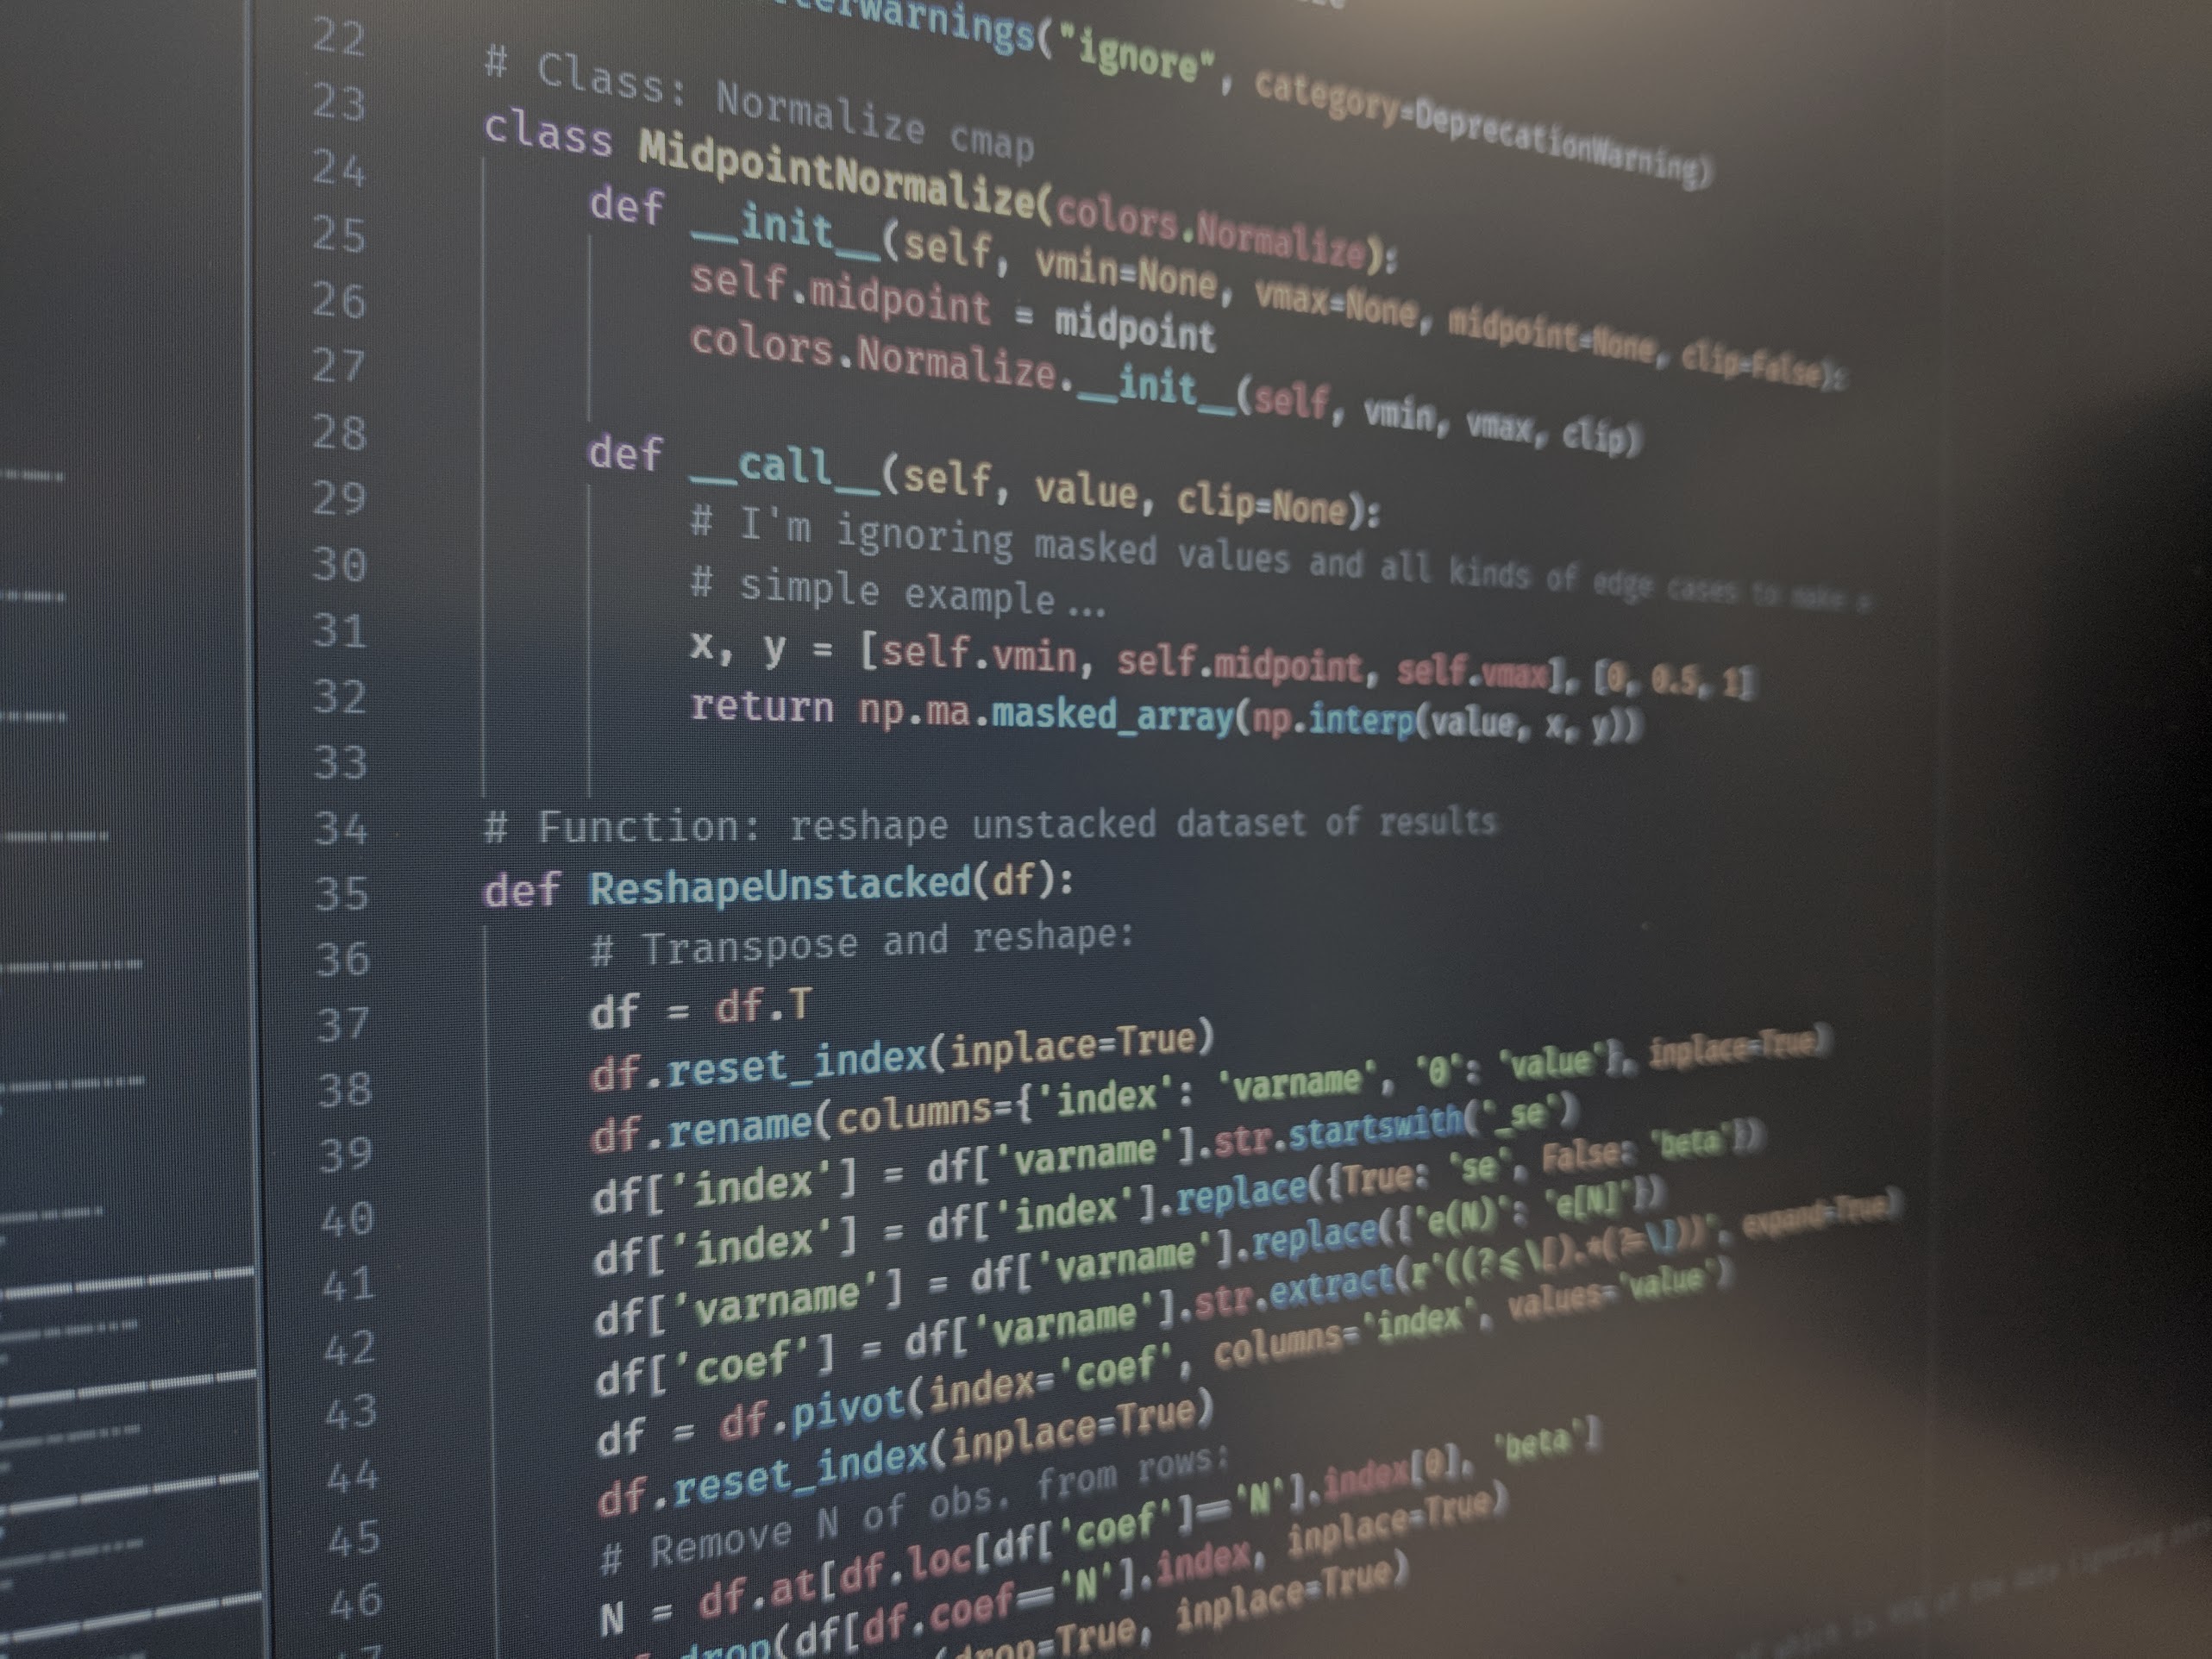 22 erWarnings("ignore", category=DeprecationWarning)
23 # Class: Normalize cmap
24 class MidpointNormalize(colors.Normalize):
25 def __init__(self, vmin=None, vmax=None, midpoint=None, clip=False):
26 self.midpoint = midpoint
27 colors.Normalize.__init__(self, vmin, vmax, clip)
28 def __call__(self, value, clip=None):
29 # I'm ignoring masked values and all kinds of edge cases to make a
30 # simple example...
31 x, y = [self.vmin, self.midpoint, self.vmax], [0, 0.5, 1]
32 return np.ma.masked_array(np.interp(value, x, y))
33
34 # Function: reshape unstacked dataset of results
35 def ReshapeUnstacked(df):
36 # Transpose and reshape:
37 df = df.T
38 df.reset_index(inplace=True)
39 df.rename(columns={'index': 'varname', '0': 'value'}, inplace=True)
40 df['index'] = df['varname'].str.startswith('_se')
41 df['index'] = df['index'].replace({True: 'se', False: 'beta'})
42 df['varname'] = df['varname'].replace({'e(N)': 'e[N]'})
43 df['coef'] = df['varname'].str.extract(r'((?<=\[).*(?=\]))', expand=True)
44 df = df.pivot(index='coef', columns='index', values='value')
45 df.reset_index(inplace=True)
46 # Remove N of obs. from rows:
47 N = df.at[df.loc[df['coef']=='N'].index[0], 'beta']
drop(df[df.coef=='N'].index, inplace=True)
(drop=True, inplace=True)